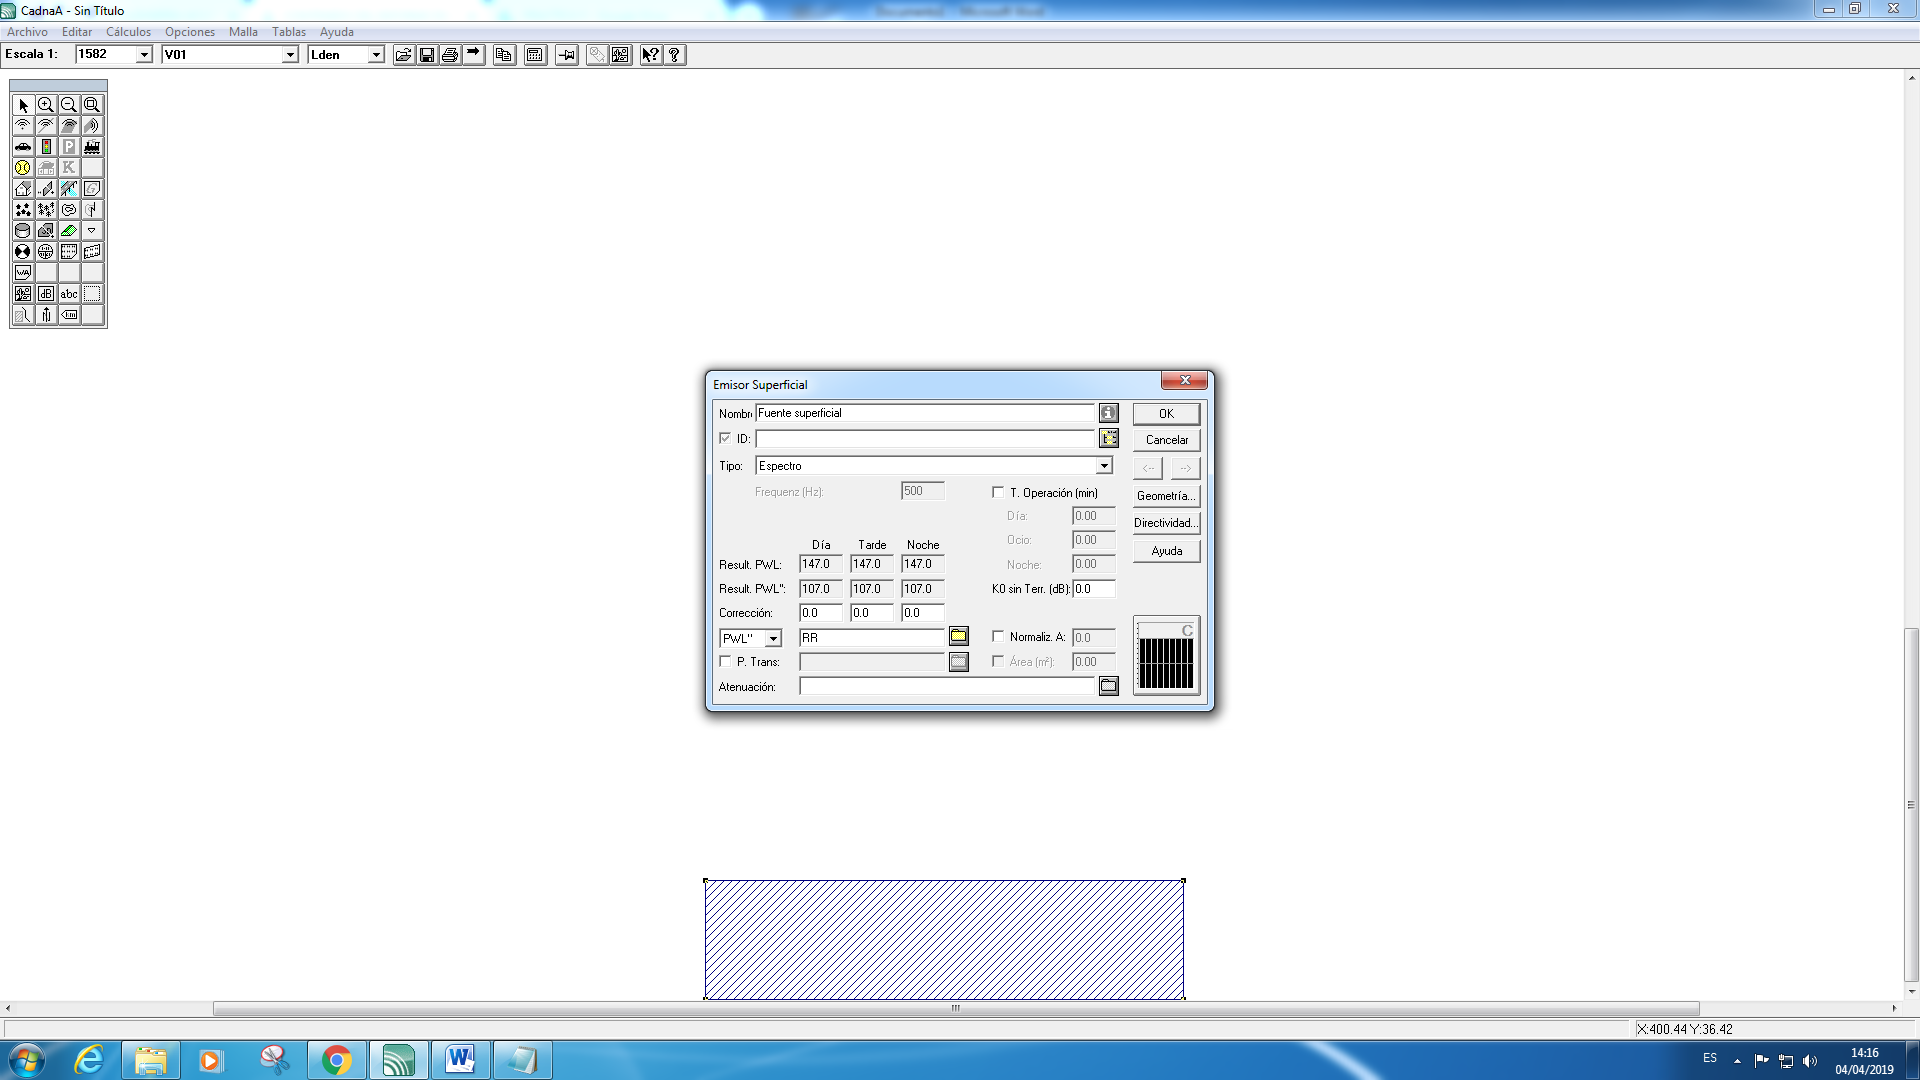 CadnaA - Sin Título
Archivo Editar Cálculos Opciones Malla Tablas Ayuda
Escala 1: 1582 V01 Lden
P
K
G
WA
dB abc
Emisor Superficial
Nombr Fuente superficial
OK
ID:
Cancelar
Tipo: Espectro
<-- -->
Frequenz (Hz): 500
T. Operación (min)
Geometría...
Día: 0.00
Directividad...
Ocio: 0.00
Día Tarde Noche
Ayuda
Result. PWL: 147.0 147.0 147.0
Noche: 0.00
Result. PWL'': 107.0 107.0 107.0
K0 sin Terr. (dB): 0.0
Corrección: 0.0 0.0 0.0
C
PWL'' RR
Normaliz. A: 0.0
P. Trans:
Área (m²): 0.00
Atenuación:
X:400.44 Y:36.42
ES
14:16
04/04/2019